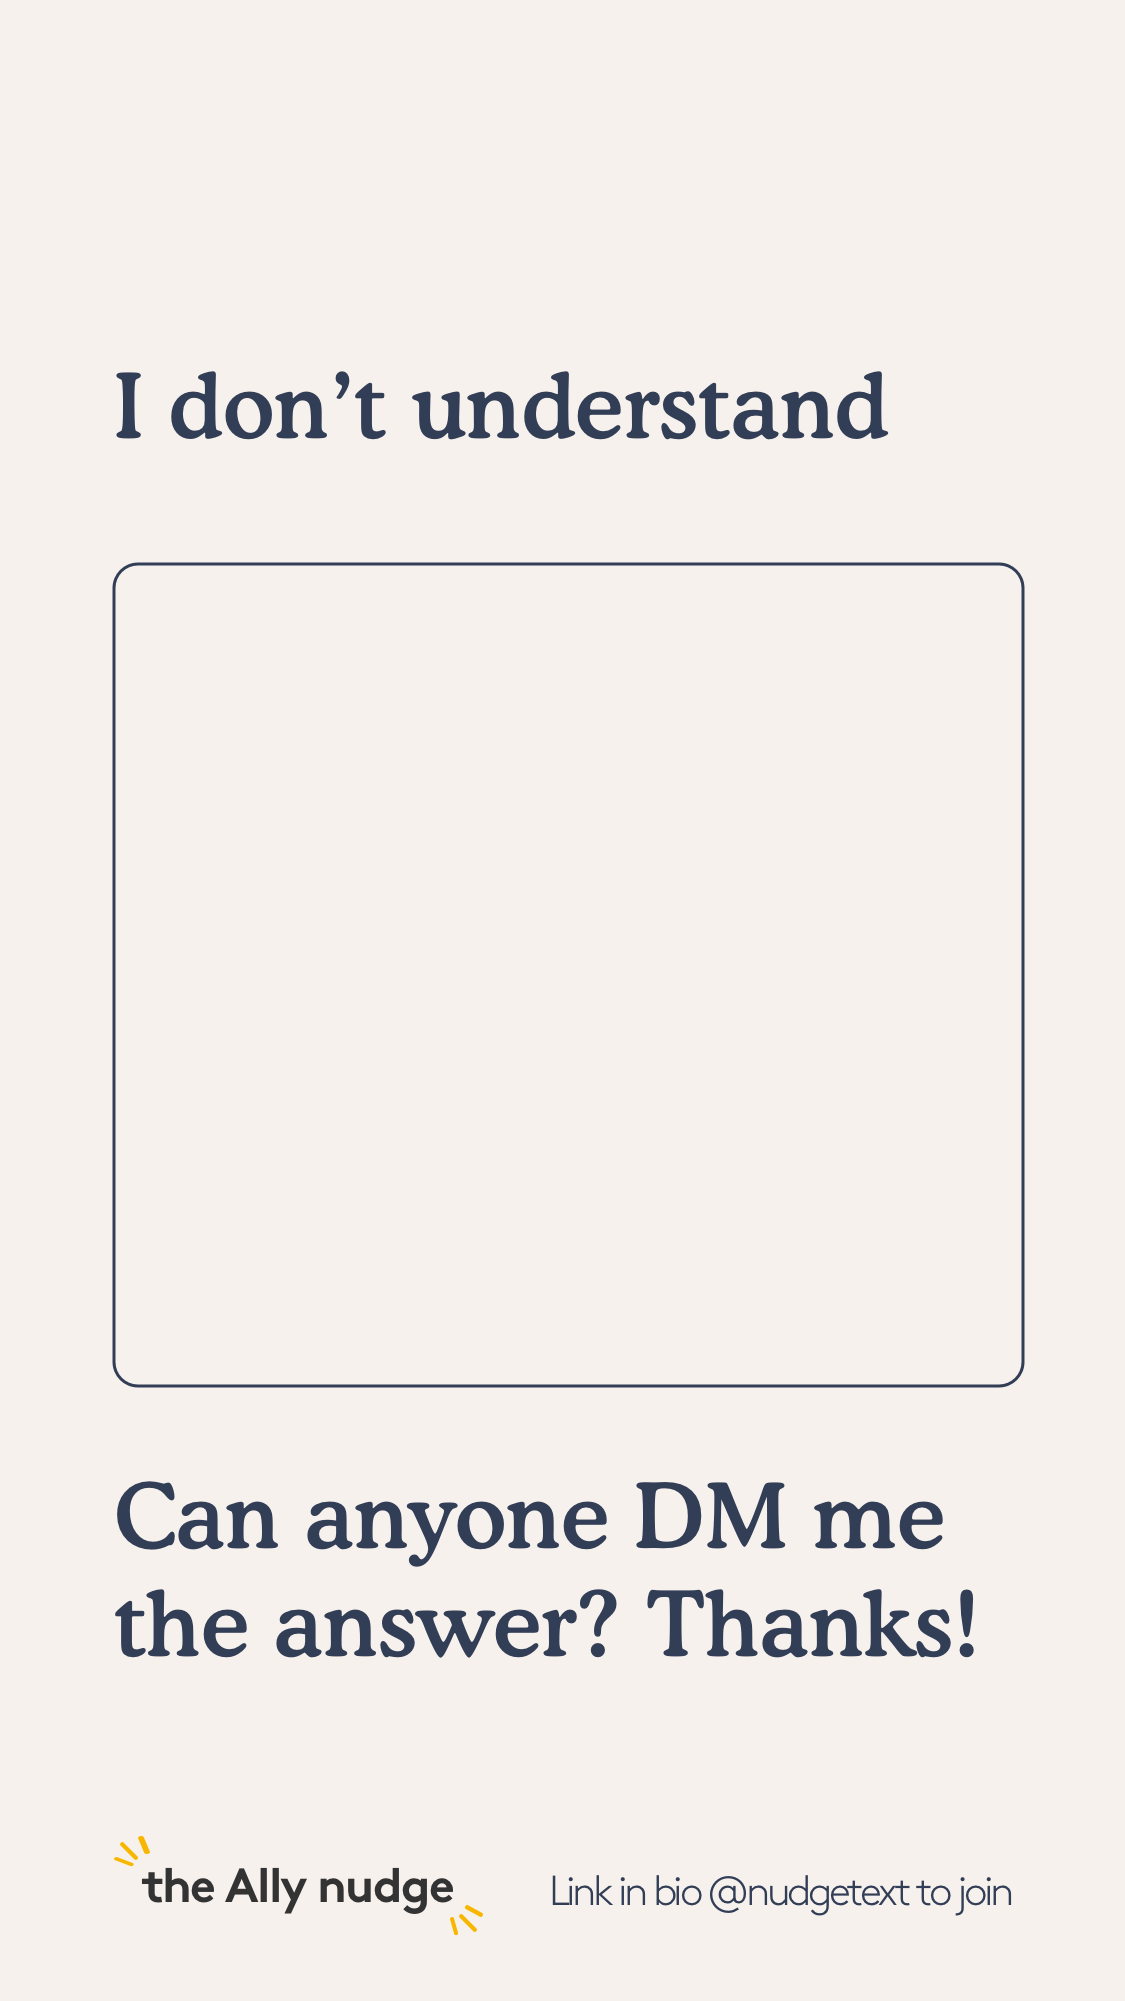 I don’t understand
Can anyone DM me
the answer? Thanks!
the Ally nudge
Link in bio @nudgetext to join